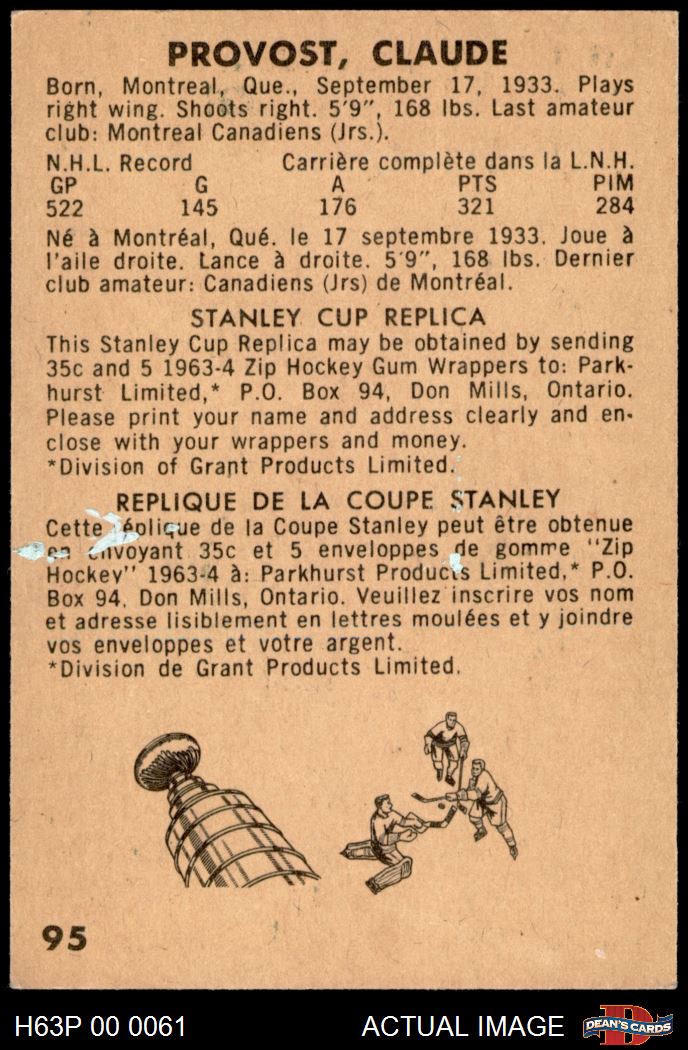 PROVOST, CLAUDE
Born, Montreal, Que., September 17, 1933. Plays
right wing. Shoots right. 5'9", 168 lbs. Last amateur
club: Montreal Canadiens (Jrs.).
N.H.L. Record Carrière complète dans la L.N.H.
GP G A PTS PIM
522 145 176 321 284
Né à Montréal, Qué. le 17 septembre 1933. Joue à
l'aile droite. Lance à droite. 5'9", 168 lbs. Dernier
club amateur: Canadiens (Jrs) de Montréal.
STANLEY CUP REPLICA
This Stanley Cup Replica may be obtained by sending
35c and 5 1963-4 Zip Hockey Gum Wrappers to: Park-
hurst Limited,* P.O. Box 94, Don Mills, Ontario.
Please print your name and address clearly and en-
close with your wrappers and money.
*Division of Grant Products Limited.
REPLIQUE DE LA COUPE STANLEY
Cette réplique de la Coupe Stanley peut être obtenue
en envoyant 35c et 5 enveloppes de gomme "Zip
Hockey" 1963-4 à: Parkhurst Products Limited,* P.O.
Box 94, Don Mills, Ontario. Veuillez inscrire vos nom
et adresse lisiblement en lettres moulées et y joindre
vos enveloppes et votre argent.
*Division de Grant Products Limited.
95
H63P 00 0061 ACTUAL IMAGE D DEAN'S CARDS